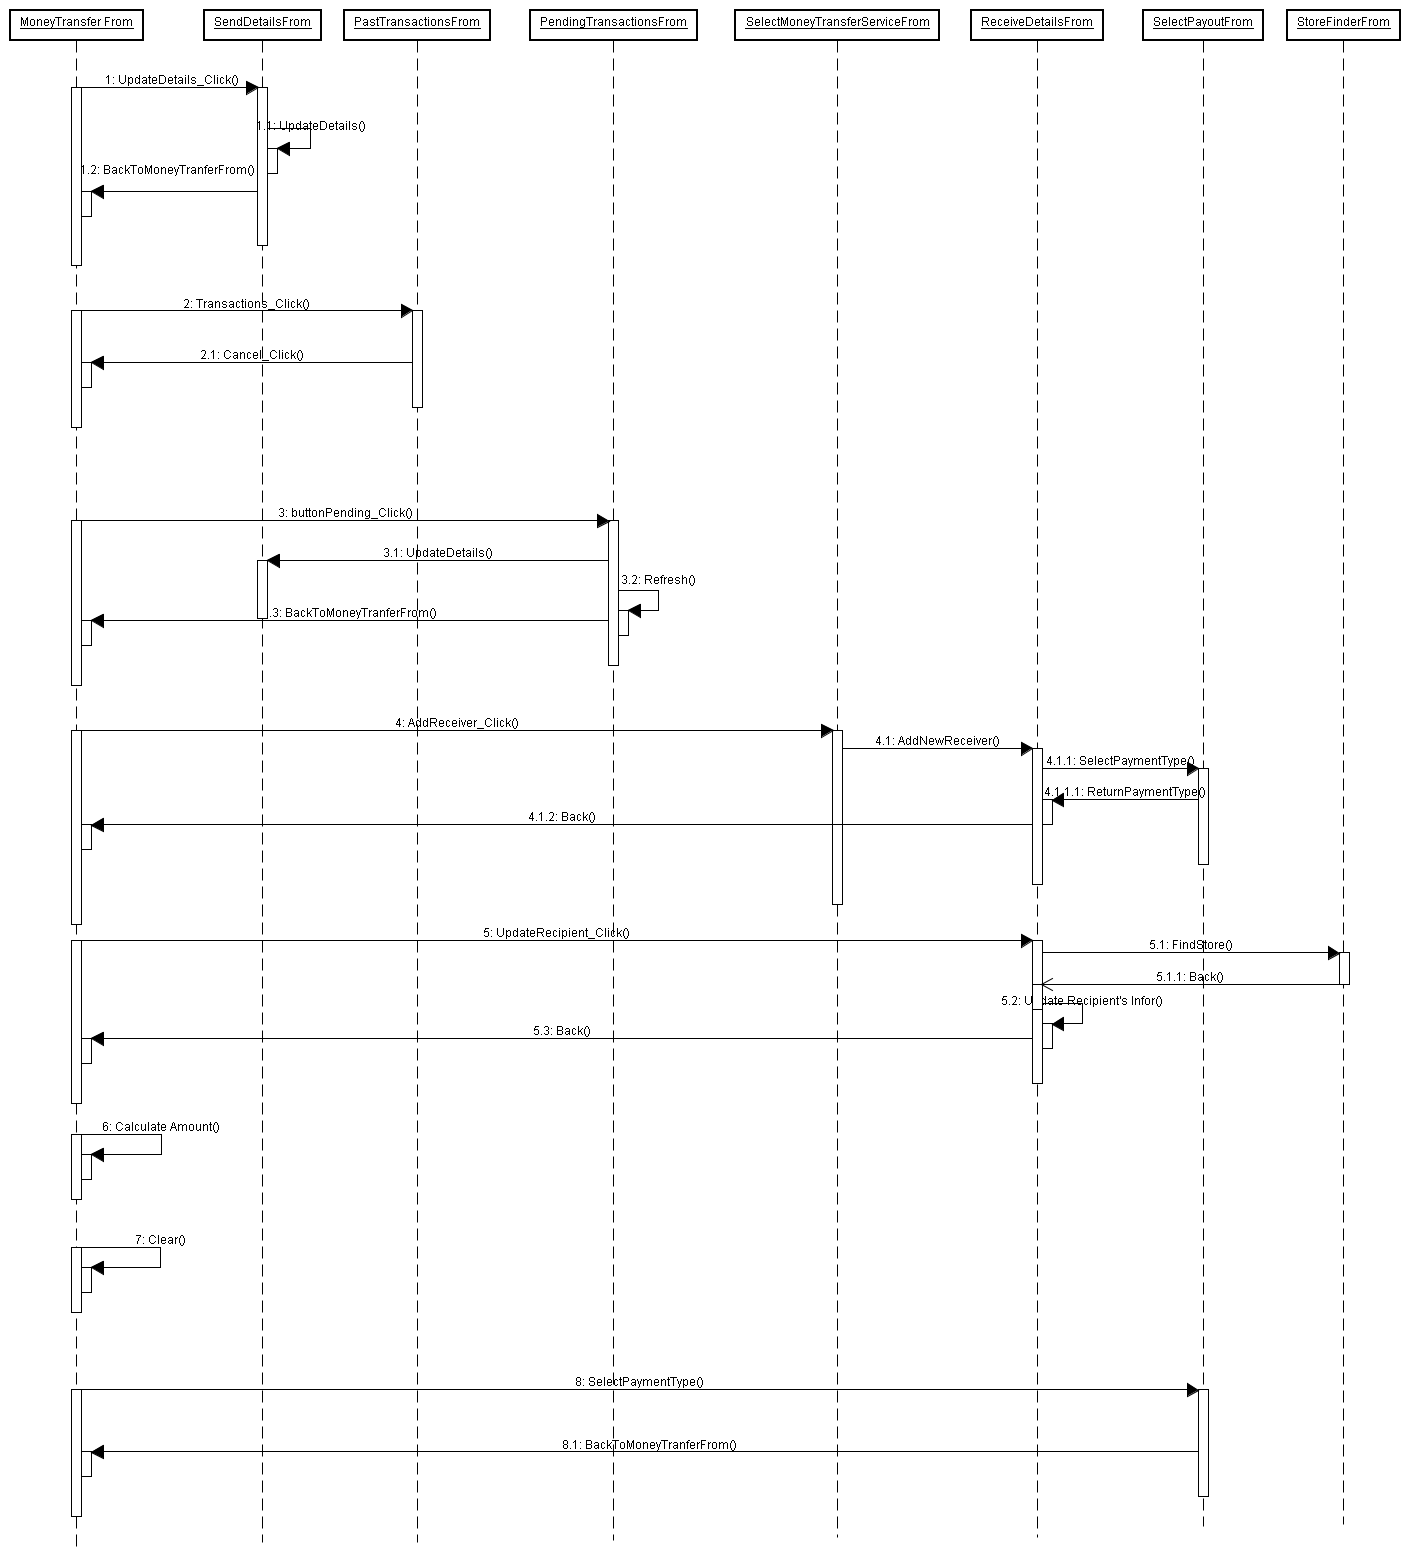 MoneyTransfer From
SendDetailsFrom
PastTransactionsFrom
PendingTransactionsFrom
SelectMoneyTransferServiceFrom
ReceiveDetailsFrom
SelectPayoutFrom
StoreFinderFrom
1: UpdateDetails_Click()
1.1: UpdateDetails()
1.2: BackToMoneyTranferFrom()
2: Transactions_Click()
2.1: Cancel_Click()
3: buttonPending_Click()
3.1: UpdateDetails()
3.2: Refresh()
.3: BackToMoneyTranferFrom()
4: AddReceiver_Click()
4.1: AddNewReceiver()
4.1.1: SelectPaymentType()
4.1.1.1: ReturnPaymentType()
4.1.2: Back()
5: UpdateRecipient_Click()
5.1: FindStore()
5.1.1: Back()
5.2: Update Recipient's Infor()
5.3: Back()
6: Calculate Amount()
7: Clear()
8: SelectPaymentType()
8.1: BackToMoneyTranferFrom()